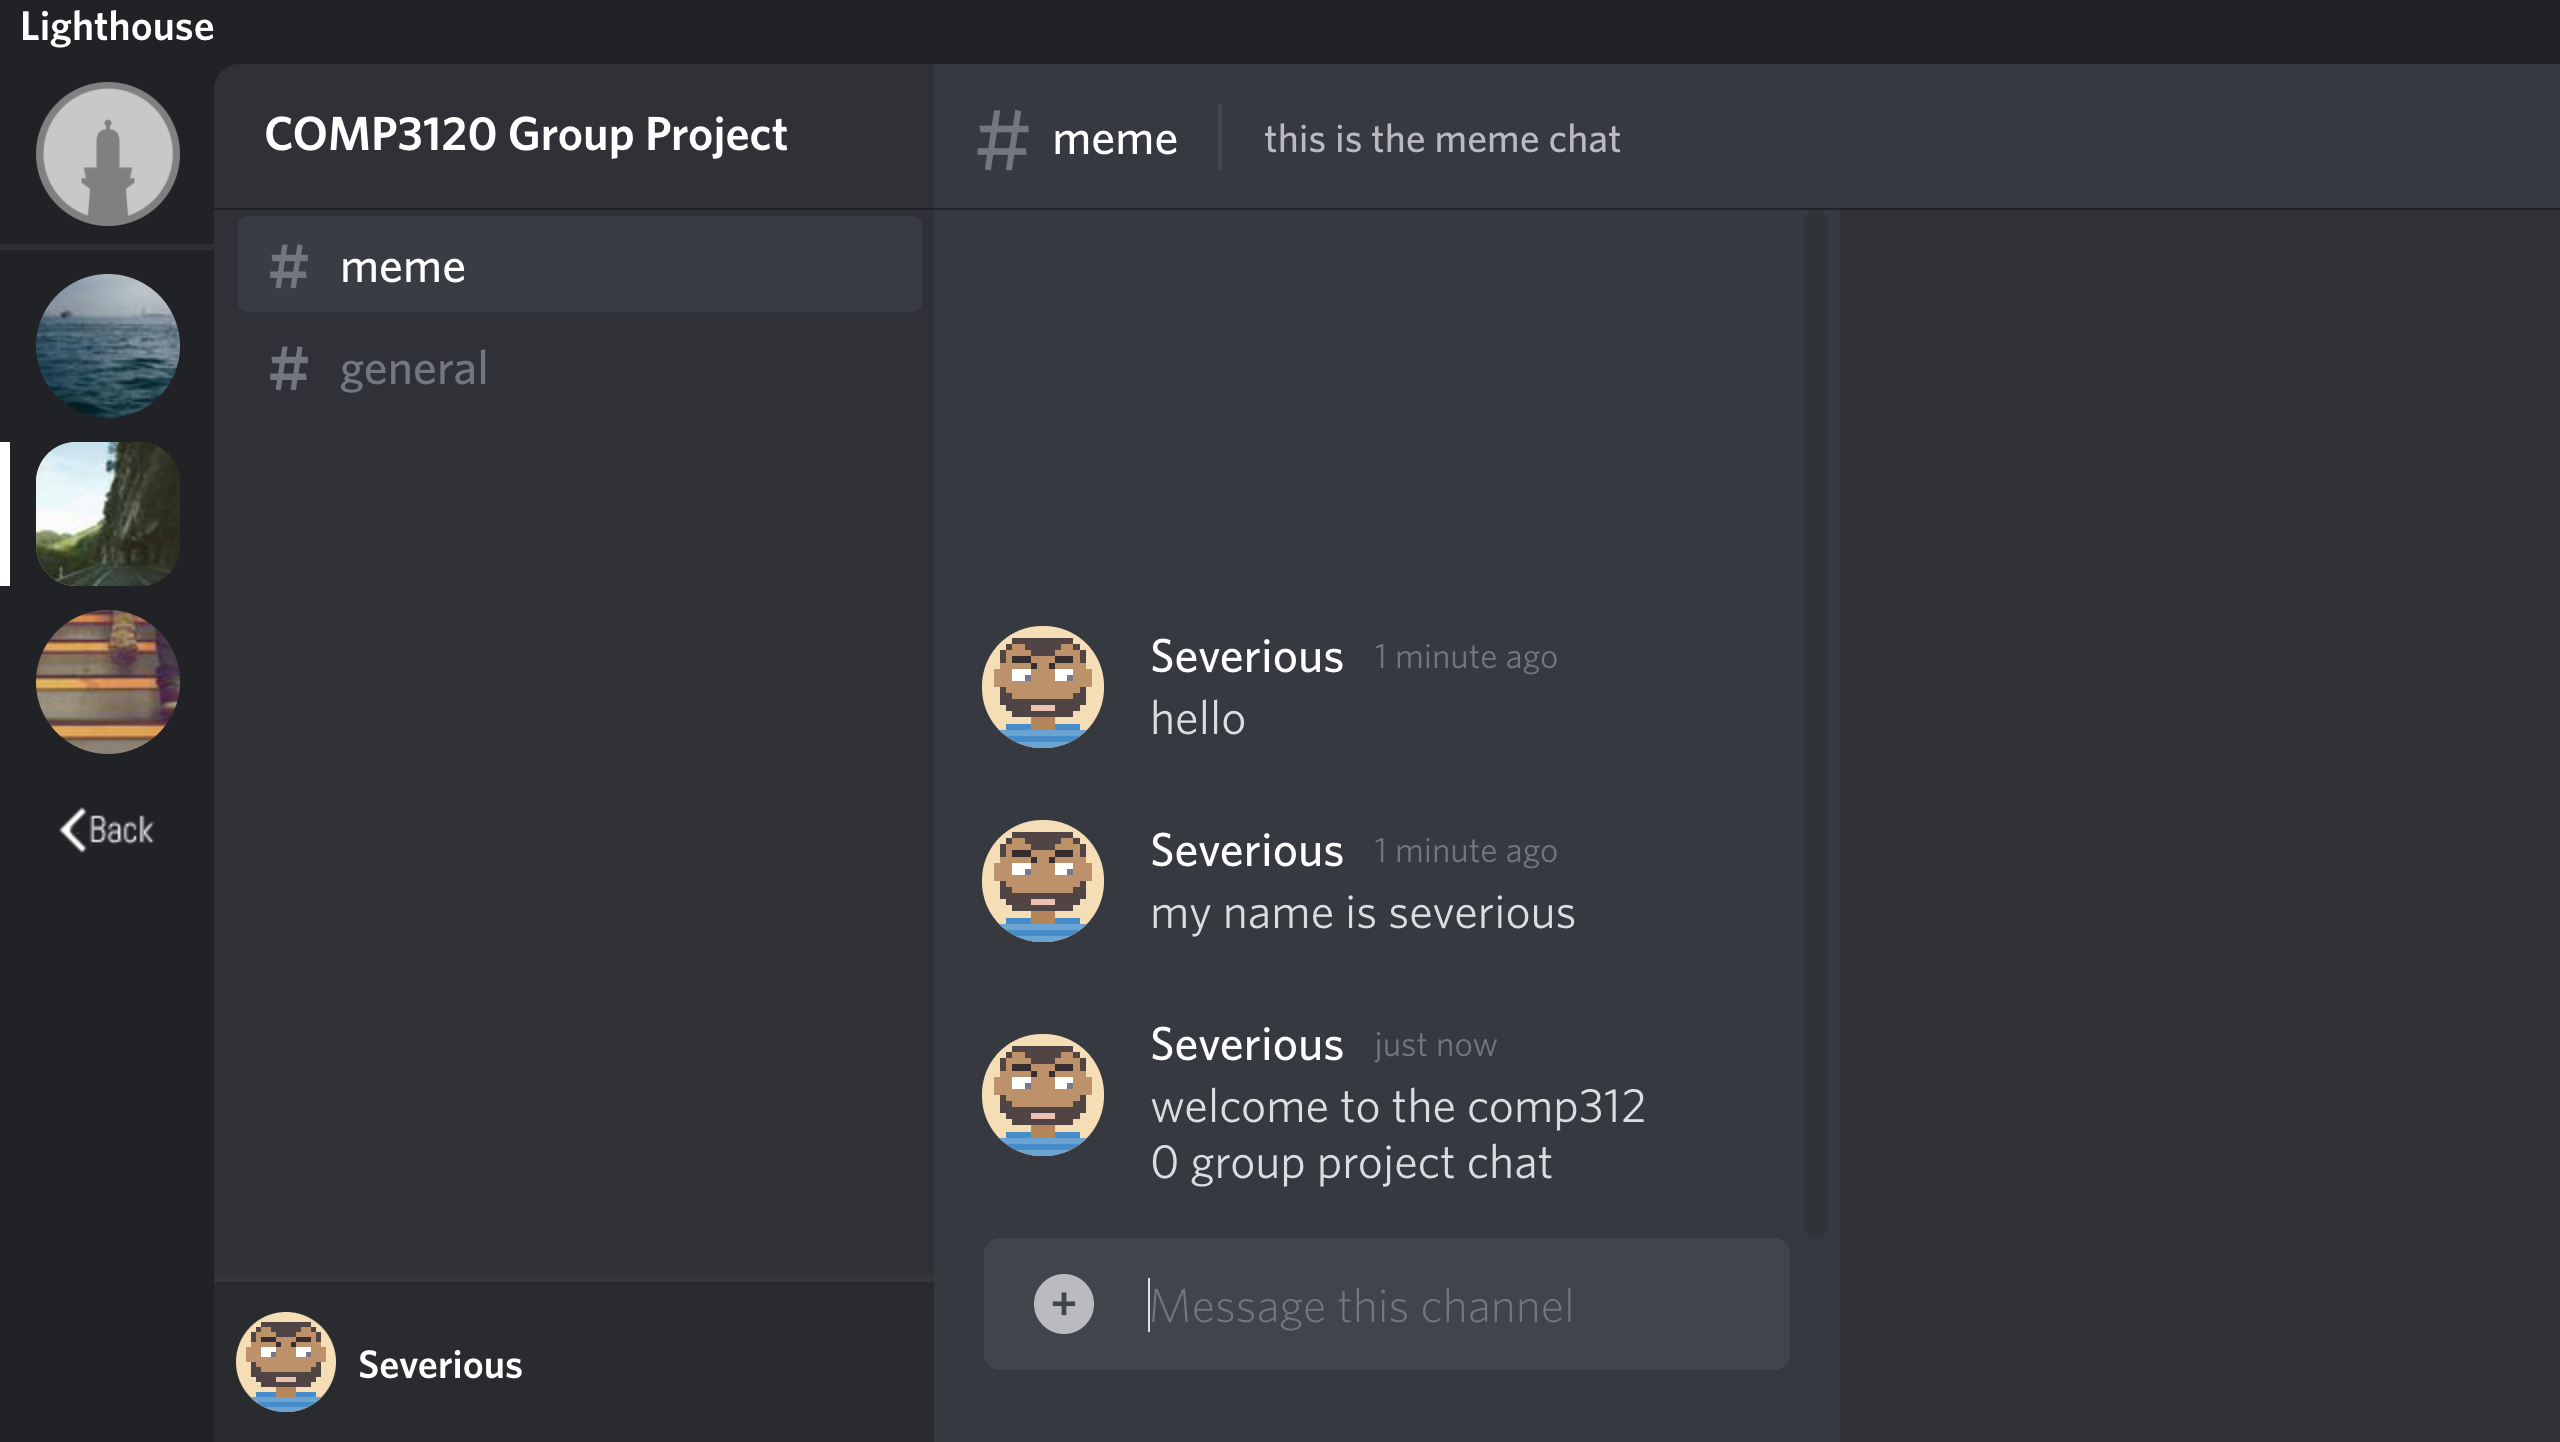 Lighthouse
COMP3120 Group Project
# meme
this is the meme chat
# meme
# general
Back
Severious 1 minute ago
hello
Severious 1 minute ago
my name is severious
Severious just now
welcome to the comp312
0 group project chat
+ Message this channel
Severious